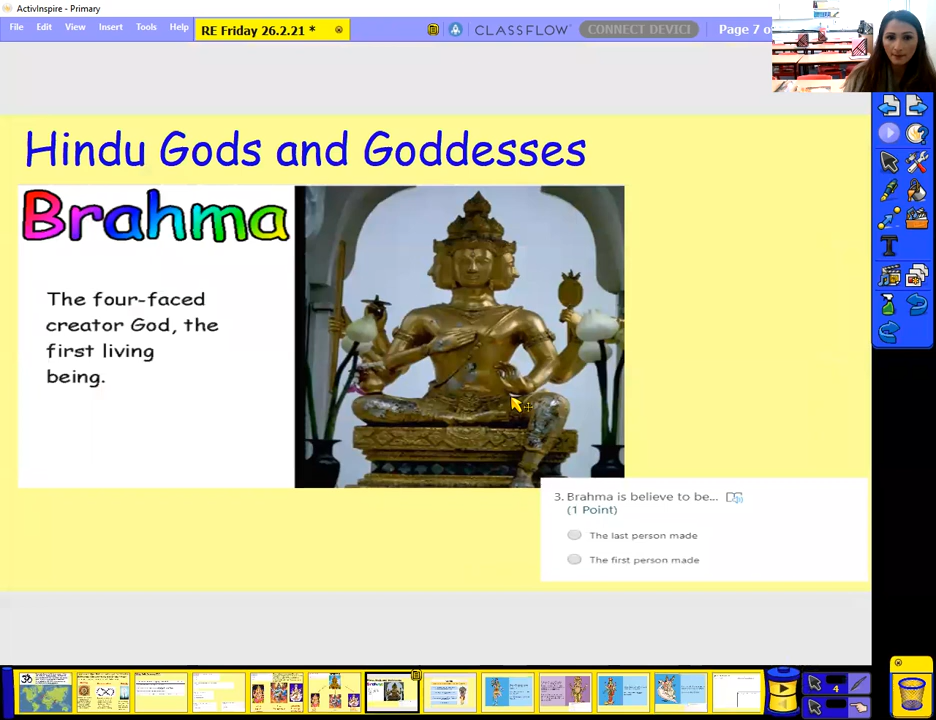 ActivInspire - Primary
File Edit View Insert Tools Help
RE Friday 26.2.21 *
CLASSFLOW
CONNECT DEVICI
Page 7 o
Hindu Gods and Goddesses
Brahma
The four-faced
creator God, the
first living
being.
3. Brahma is believe to be...
(1 Point)
The last person made
The first person made
4